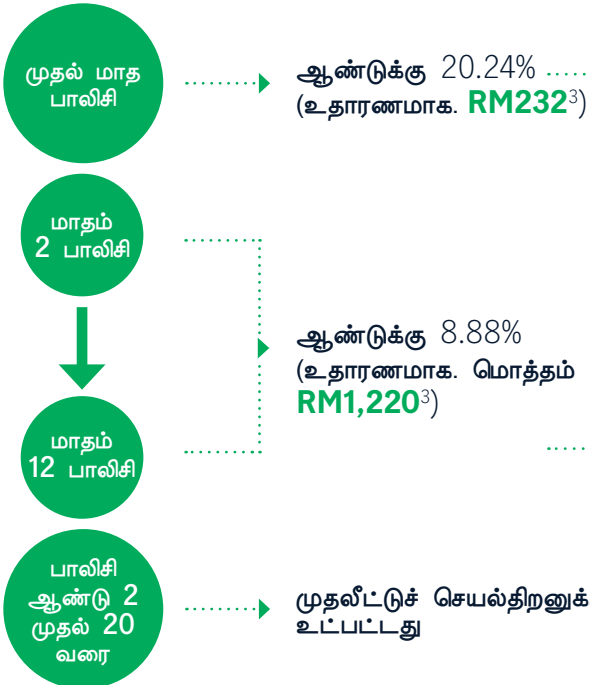 முதல் மாத
பாலிசி
ஆண்டுக்கு 20.24%
(உதாரணமாக. RM232³)
மாதம்
2 பாலிசி
ஆண்டுக்கு 8.88%
(உதாரணமாக. மொத்தம்
RM1,220³)
மாதம்
12 பாலிசி
பாலிசி
ஆண்டு 2
முதல் 20
வரை
முதலீட்டுச் செயல்திறனுக்
உட்பட்டது